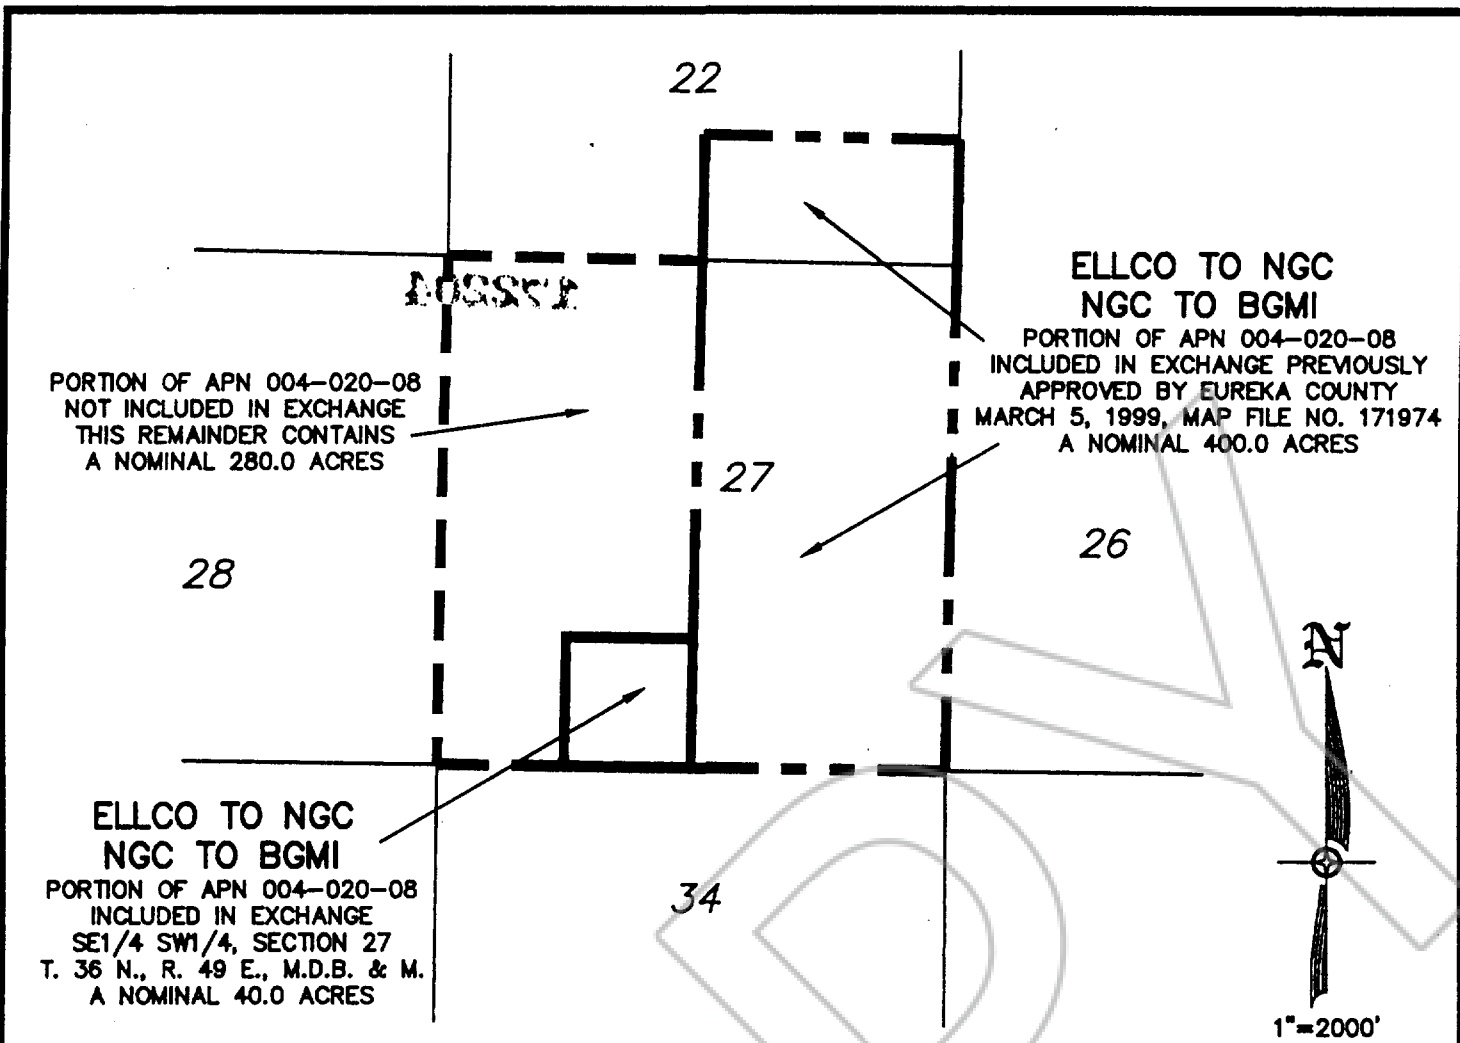 22
ELLCO TO NGC
NGC TO BGMI
PORTION OF APN 004-020-08
INCLUDED IN EXCHANGE PREVIOUSLY
APPROVED BY EUREKA COUNTY
MARCH 5, 1999, MAP FILE NO. 171974
A NOMINAL 400.0 ACRES
PORTION OF APN 004-020-08
NOT INCLUDED IN EXCHANGE
THIS REMAINDER CONTAINS
A NOMINAL 280.0 ACRES
27
28
26
N
ELLCO TO NGC
NGC TO BGMI
PORTION OF APN 004-020-08
INCLUDED IN EXCHANGE
SE1/4 SW1/4, SECTION 27
T. 36 N., R. 49 E., M.D.B. & M.
A NOMINAL 40.0 ACRES
34
1"=2000'